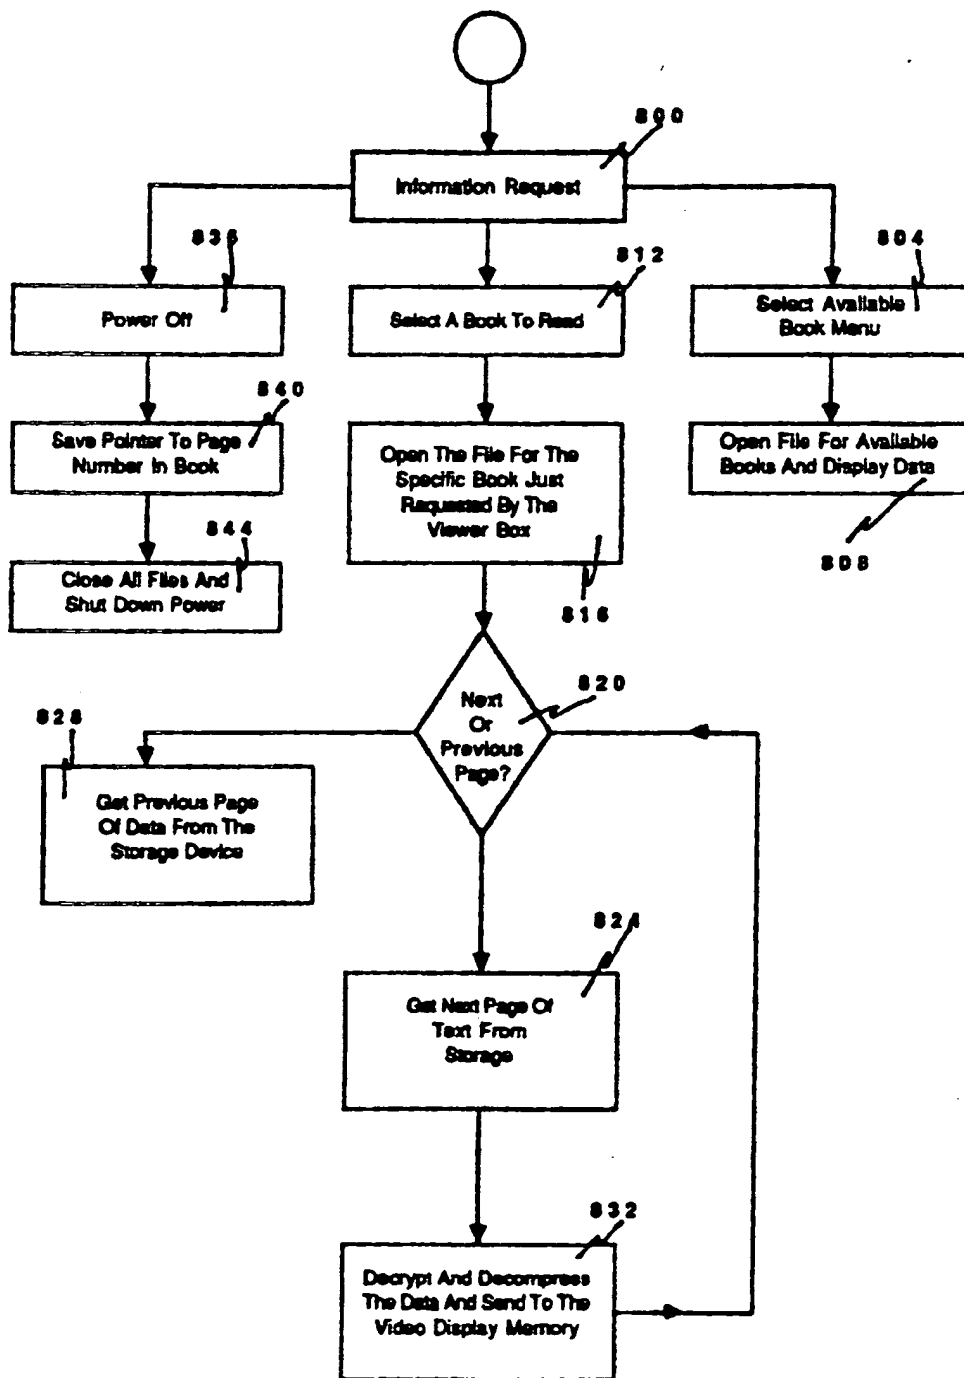 800
Information Request
836
812
804
Power Off
Select A Book To Read
Select Available
Book Menu
840
Save Pointer To Page
Number In Book
Open The File For The
Specific Book Just
Requested By The
Viewer Box
Open File For Available
Books And Display Data
844
808
Close All Files And
Shut Down Power
816
820
Next
Or
Previous
Page?
828
Get Previous Page
Of Data From The
Storage Device
824
Get Next Page Of
Text From
Storage
832
Decrypt And Decompress
The Data And Send To The
Video Display Memory